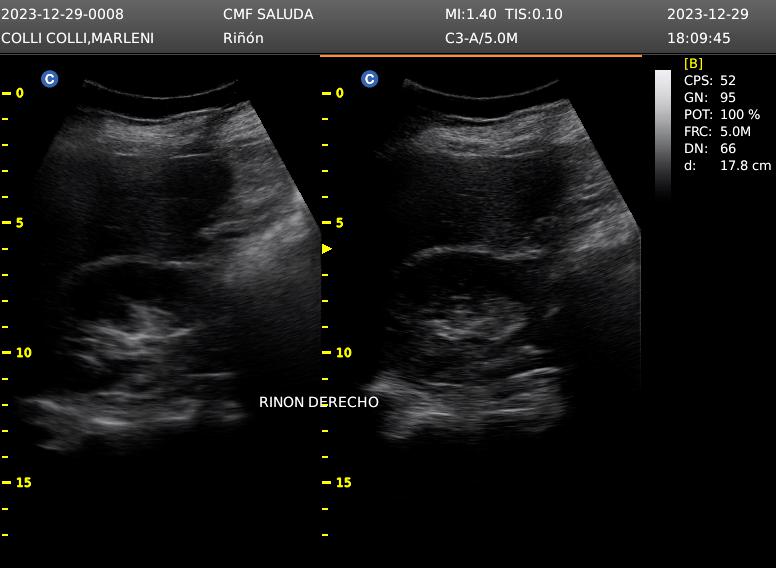 2023-12-29-0008 CMF SALUDA MI:1.40 TIS:0.10 2023-12-29
COLLI COLLI,MARLENI Riñón C3-A/5.0M 18:09:45
C C
[B]
CPS: 52
GN: 95
POT: 100 %
FRC: 5.0M
DN: 66
d: 17.8 cm
0 0
5 5
10 10
RINON DERECHO
15 15